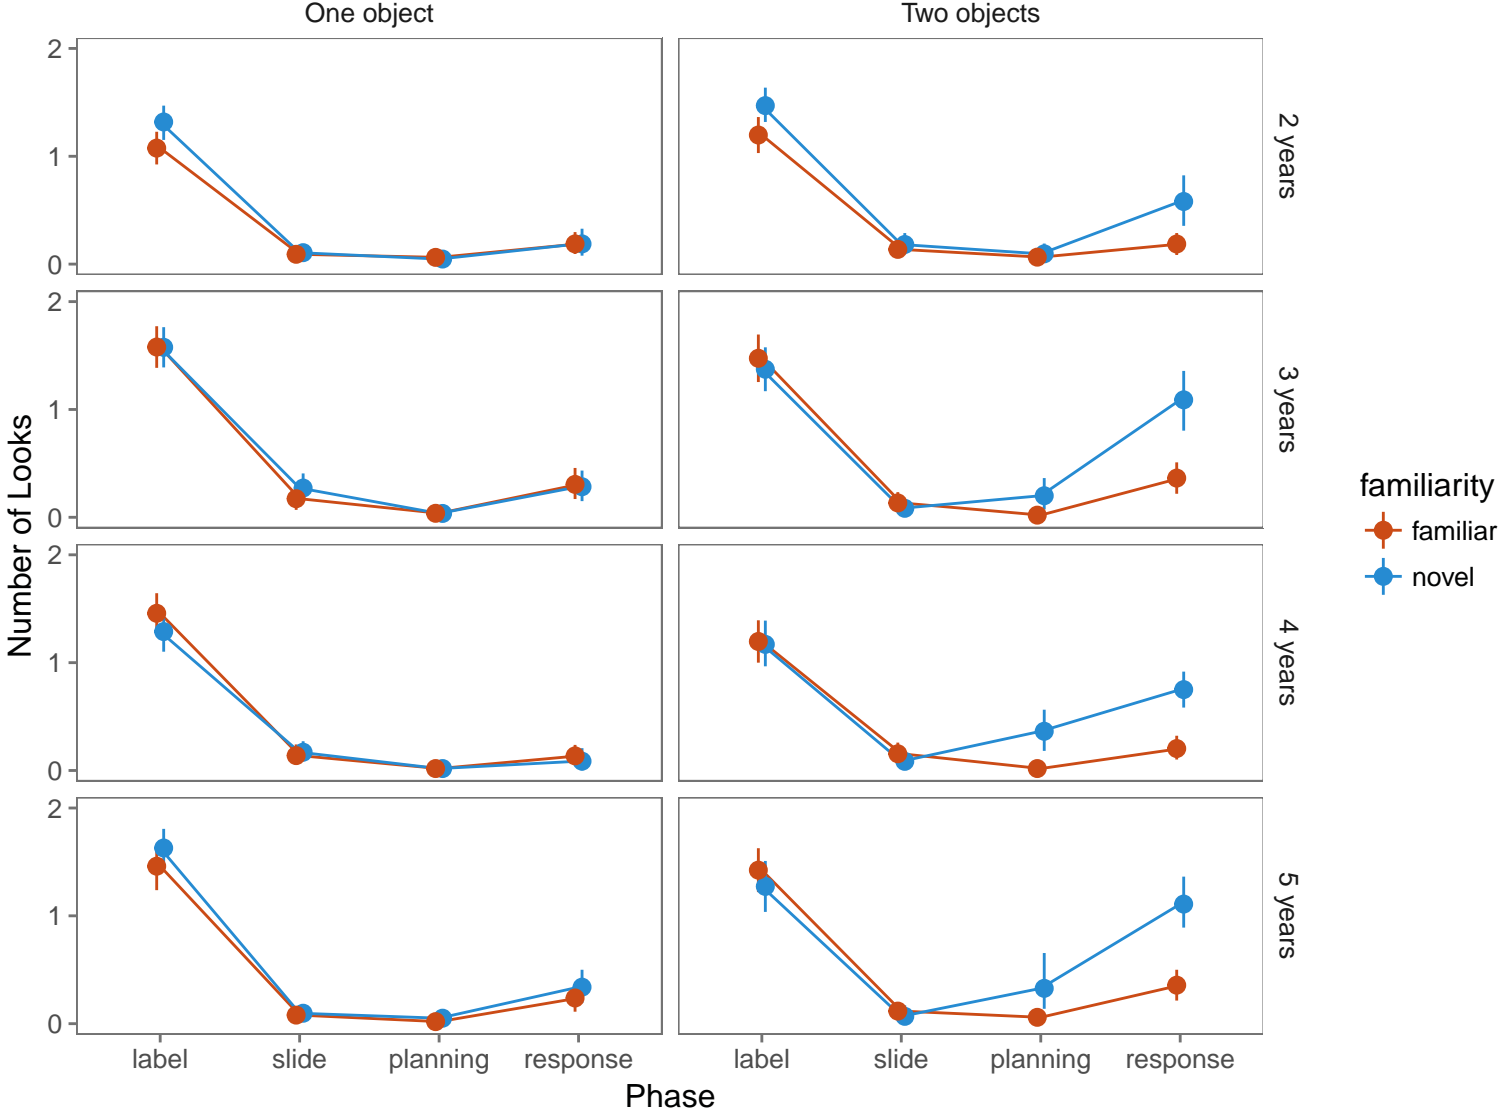 One object
Two objects
2
1
0
2 years
2
1
0
3 years
Number of Looks
familiarity
familiar
novel
2
1
0
4 years
2
1
0
5 years
label slide planning response
label slide planning response
Phase